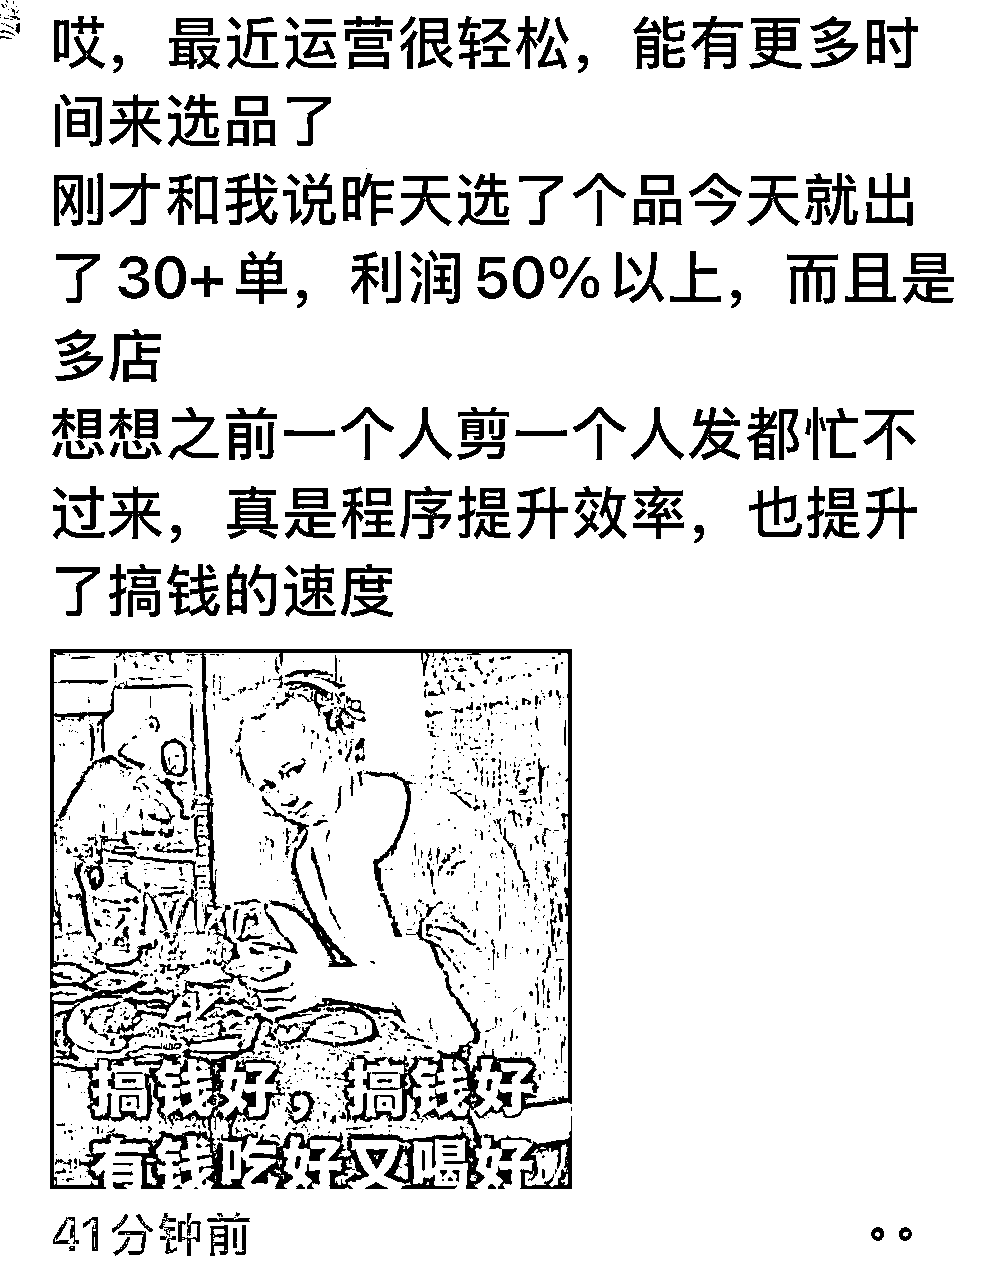 哎，最近运营很轻松，能有更多时
间来选品了
刚才和我说昨天选了个品今天就出
了30+单，利润50%以上，而且是
多店
想想之前一个人剪一个人发都忙不
过来，真是程序提升效率，也提升
了搞钱的速度
搞钱好，搞钱好
有钱吃好又喝好
41分钟前